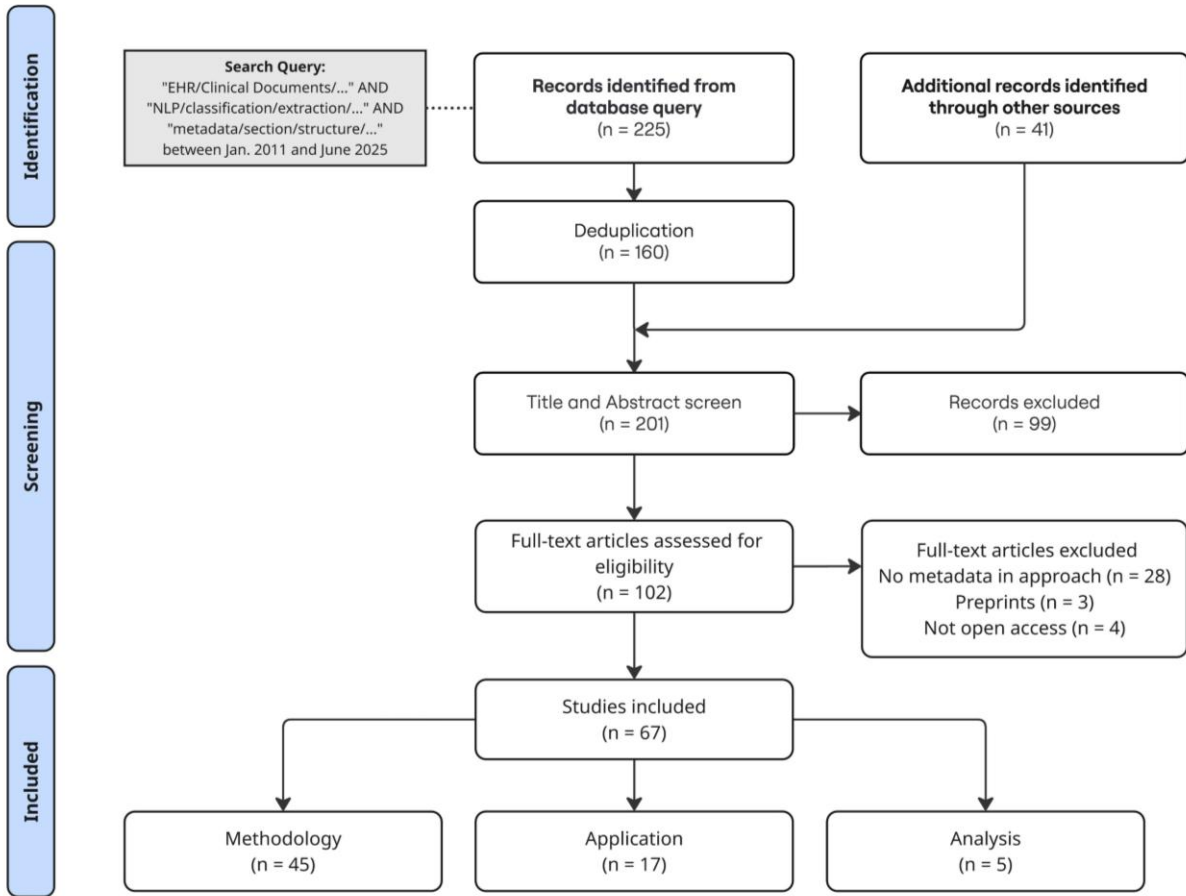 Identification
Search Query:
"EHR/Clinical Documents/..." AND
"NLP/classification/extraction/..." AND
"metadata/section/structure/..."
between Jan. 2011 and June 2025
Records identified from
database query
(n = 225)
Additional records identified
through other sources
(n = 41)
Deduplication
(n = 160)
Screening
Title and Abstract screen
(n = 201)
Records excluded
(n = 99)
Full-text articles assessed for
eligibility
(n = 102)
Full-text articles excluded
No metadata in approach (n = 28)
Preprints (n = 3)
Not open access (n = 4)
Included
Studies included
(n = 67)
Methodology
(n = 45)
Application
(n = 17)
Analysis
(n = 5)